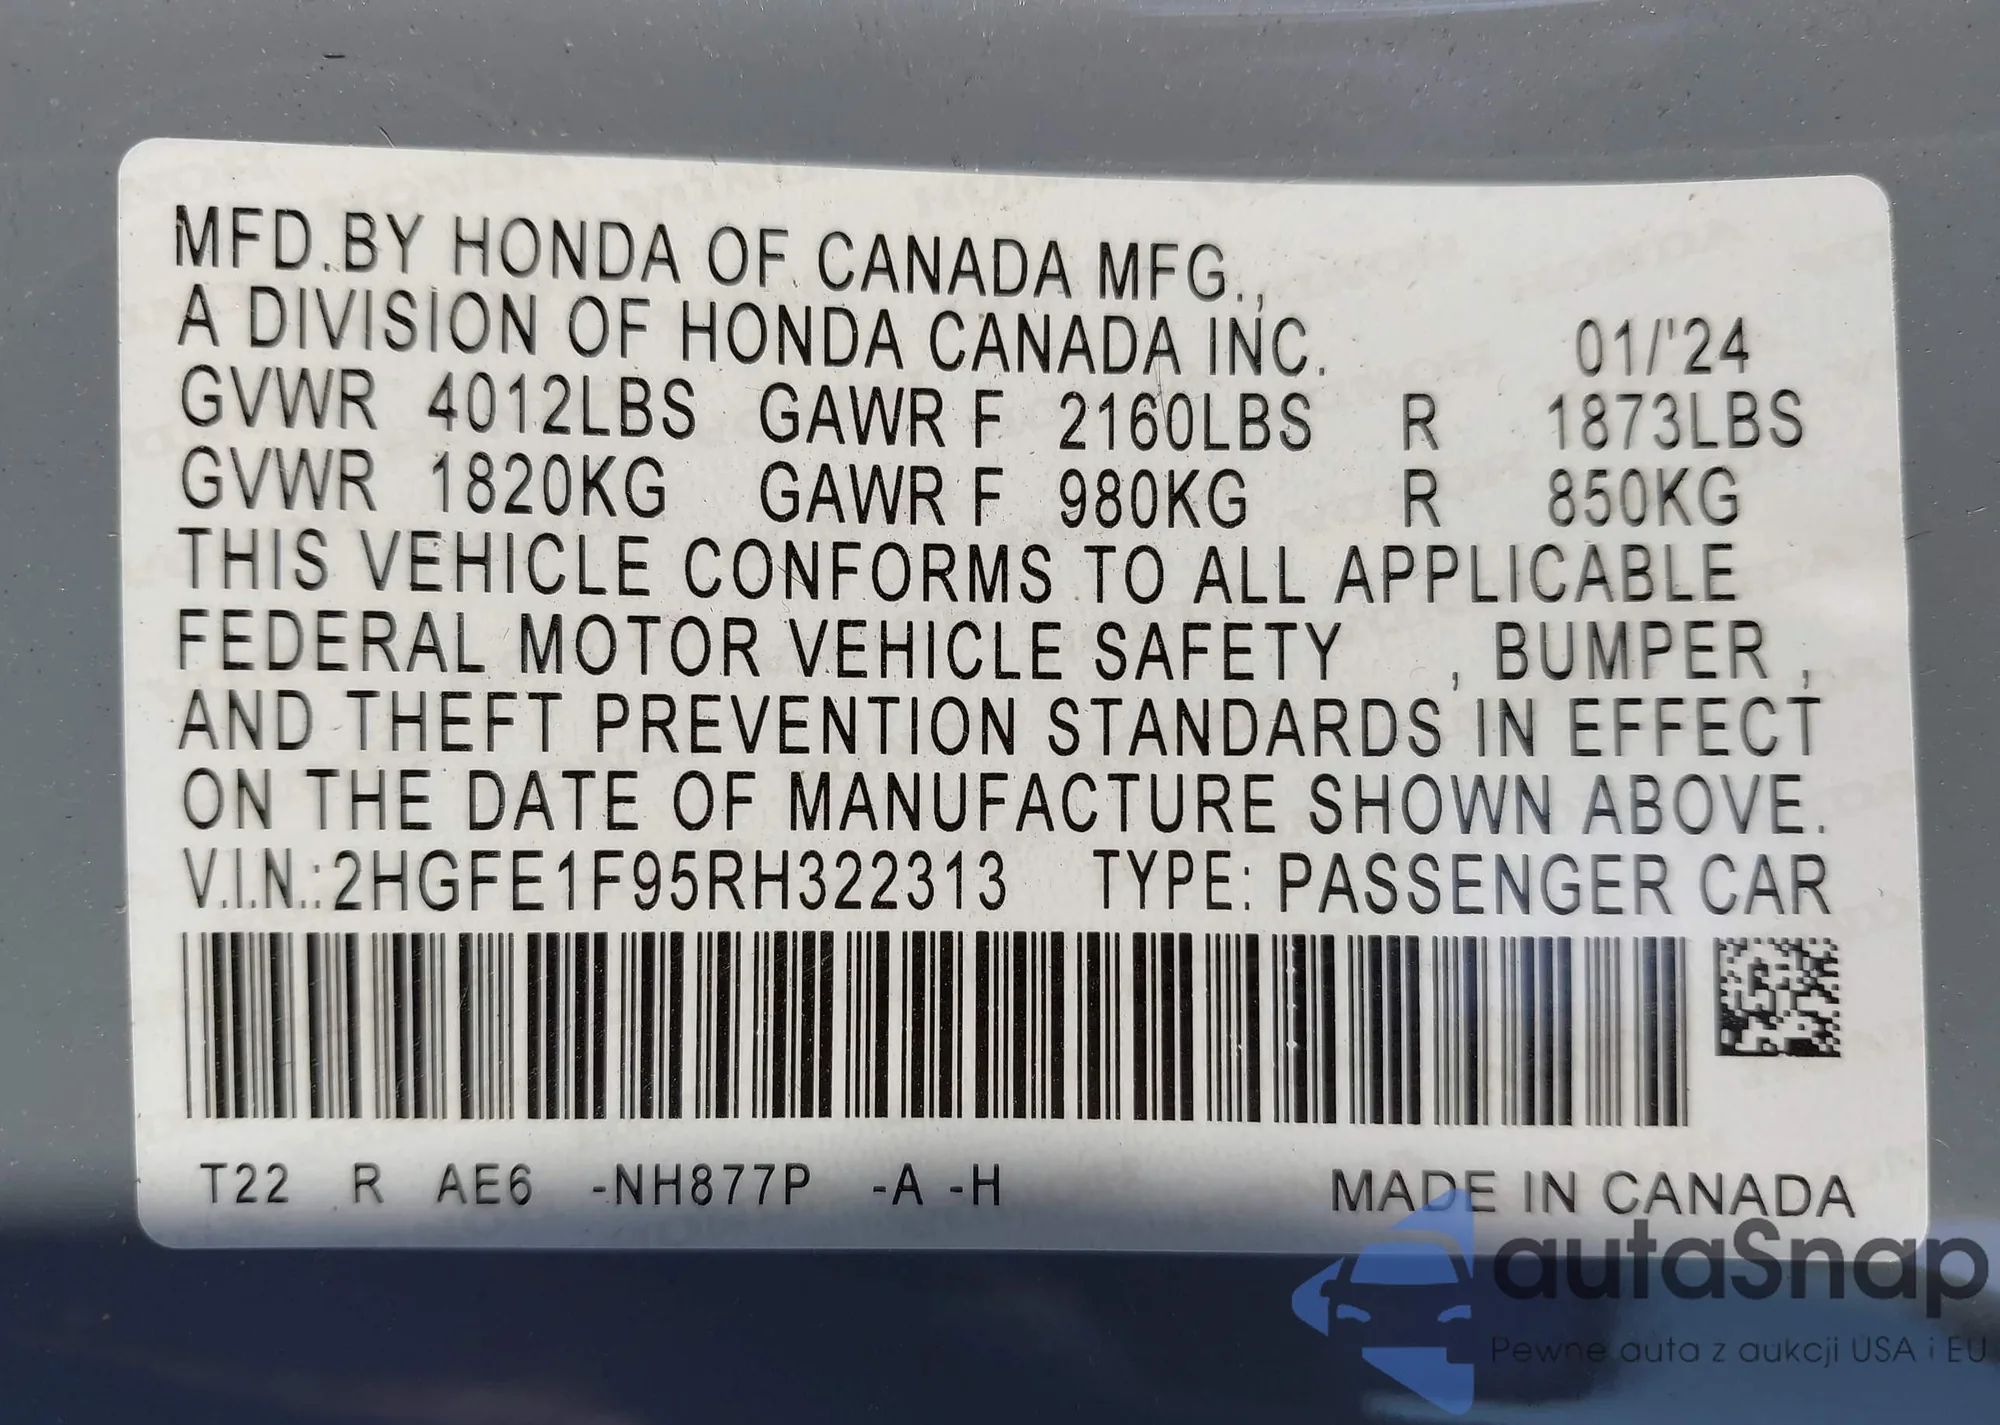 MFD.BY HONDA OF CANADA MFG.,
A DIVISION OF HONDA CANADA INC. 01/'24
GVWR 4012LBS GAWR F 2160LBS R 1873LBS
GVWR 1820KG GAWR F 980KG R 850KG
THIS VEHICLE CONFORMS TO ALL APPLICABLE
FEDERAL MOTOR VEHICLE SAFETY , BUMPER ,
AND THEFT PREVENTION STANDARDS IN EFFECT
ON THE DATE OF MANUFACTURE SHOWN ABOVE.
V.I.N.:2HGFE1F95RH322313 TYPE: PASSENGER CAR
T22 R AE6 -NH877P -A -H MADE IN CANADA
autaSnap
Pewne auta z aukcji USA i EU